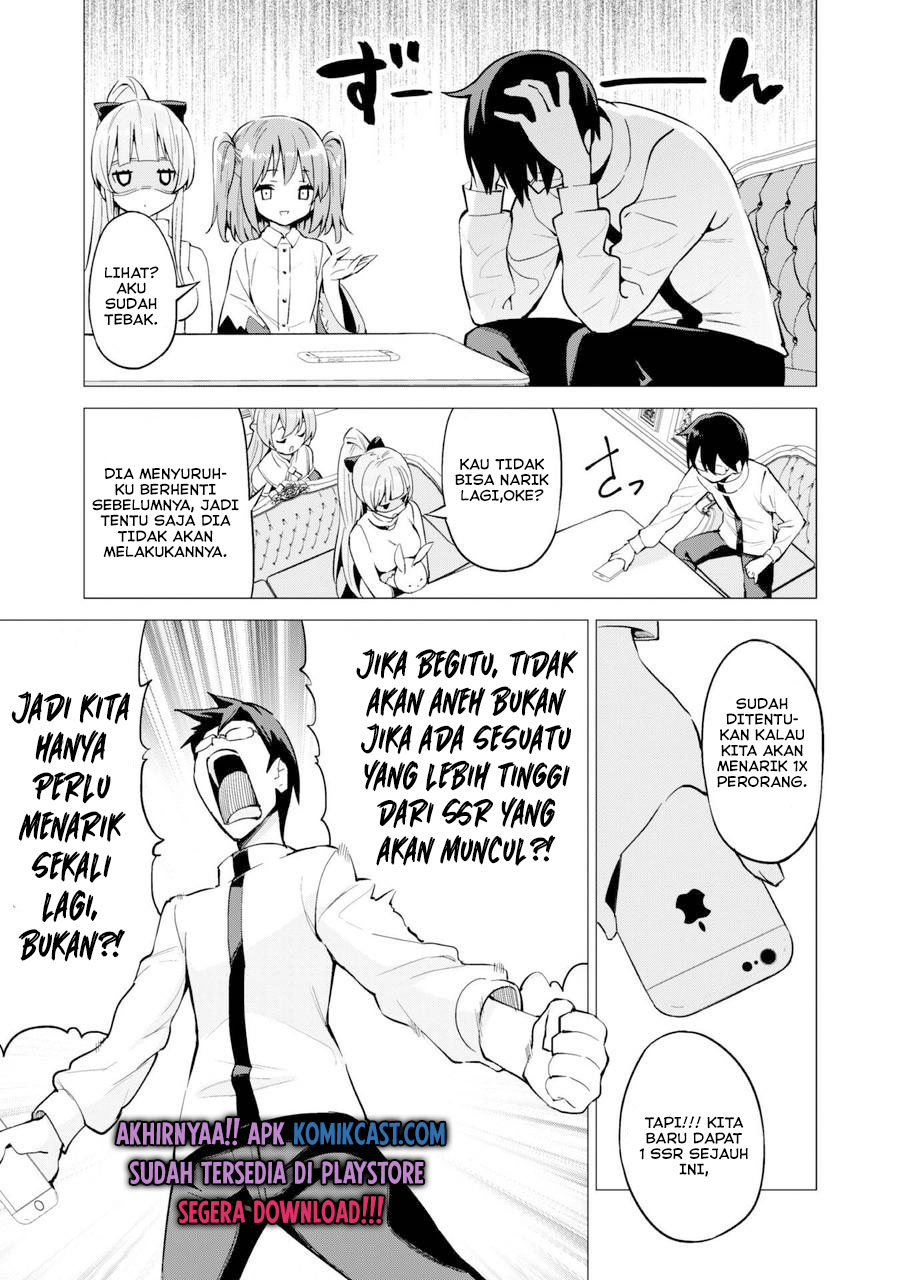 ずーーん
LIHAT?
AKU
SUDAH
TEBAK.
さっ
KAU TIDAK
BISA NARIK
LAGI,OKE?
DIA MENYURUH-
KU BERHENTI
SEBELUMNYA, JADI
TENTU SAJA DIA
TIDAK AKAN
MELAKUKANNYA.
SUDAH
DITENTU-
KAN KALAU
KITA AKAN
MENARIK 1X
PERORANG.
TAPI!!! KITA
BARU DAPAT
1 SSR SEJAUH
INI,
JIKA BEGITU, TIDAK
AKAN ANEH BUKAN
JIKA ADA SESUATU
YANG LEBIH TINGGI
DARI SSR YANG
AKAN MUNCUL?!
JADI KITA
HANYA
PERLU
MENARIK
SEKALI
LAGI,
BUKAN?!
AKHIRNYAA!! APK KOMIKCAST.COM
SUDAH TERSEDIA DI PLAYSTORE
SEGERA DOWNLOAD!!!